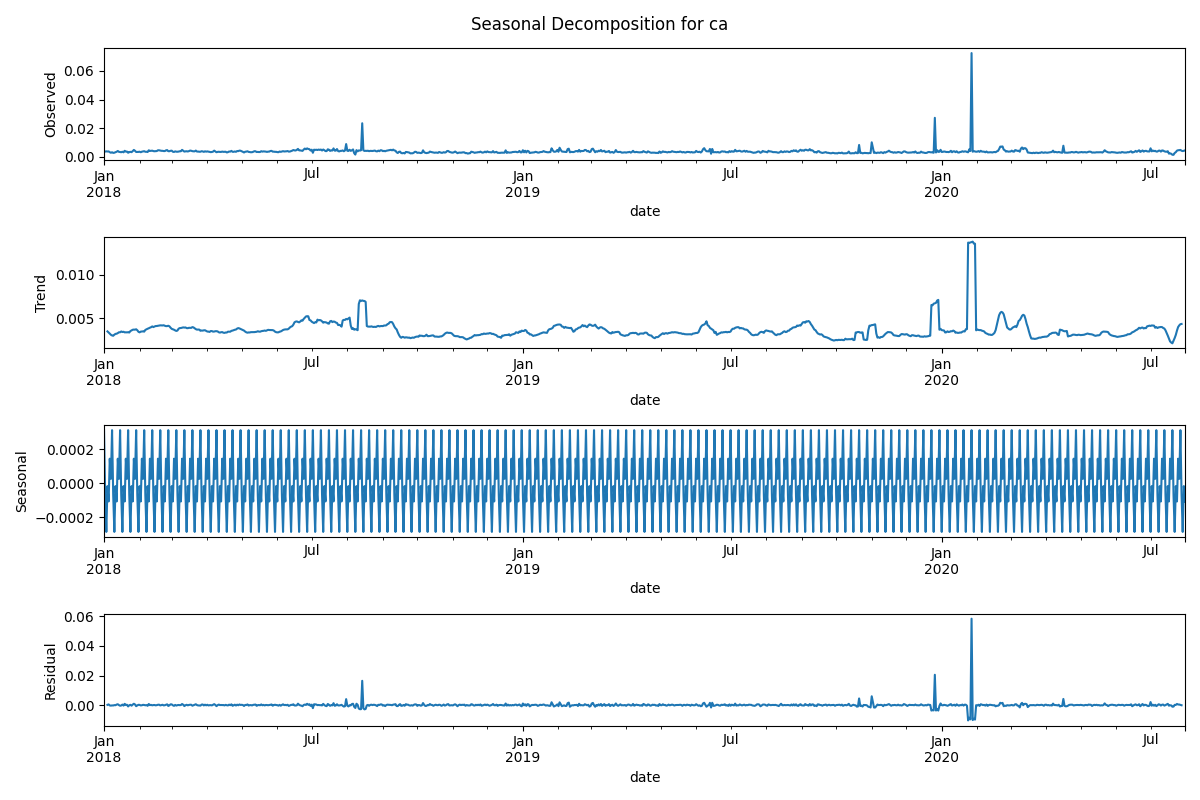 Seasonal Decomposition for ca
Observed
0.06
0.04
0.02
0.00
Jan
2018
Jul
Jan
2019
Jul
Jan
2020
Jul
date
Trend
0.010
0.005
Jan
2018
Jul
Jan
2019
Jul
Jan
2020
Jul
date
Seasonal
0.0002
0.0000
−0.0002
Jan
2018
Jul
Jan
2019
Jul
Jan
2020
Jul
date
Residual
0.06
0.04
0.02
0.00
Jan
2018
Jul
Jan
2019
Jul
Jan
2020
Jul
date